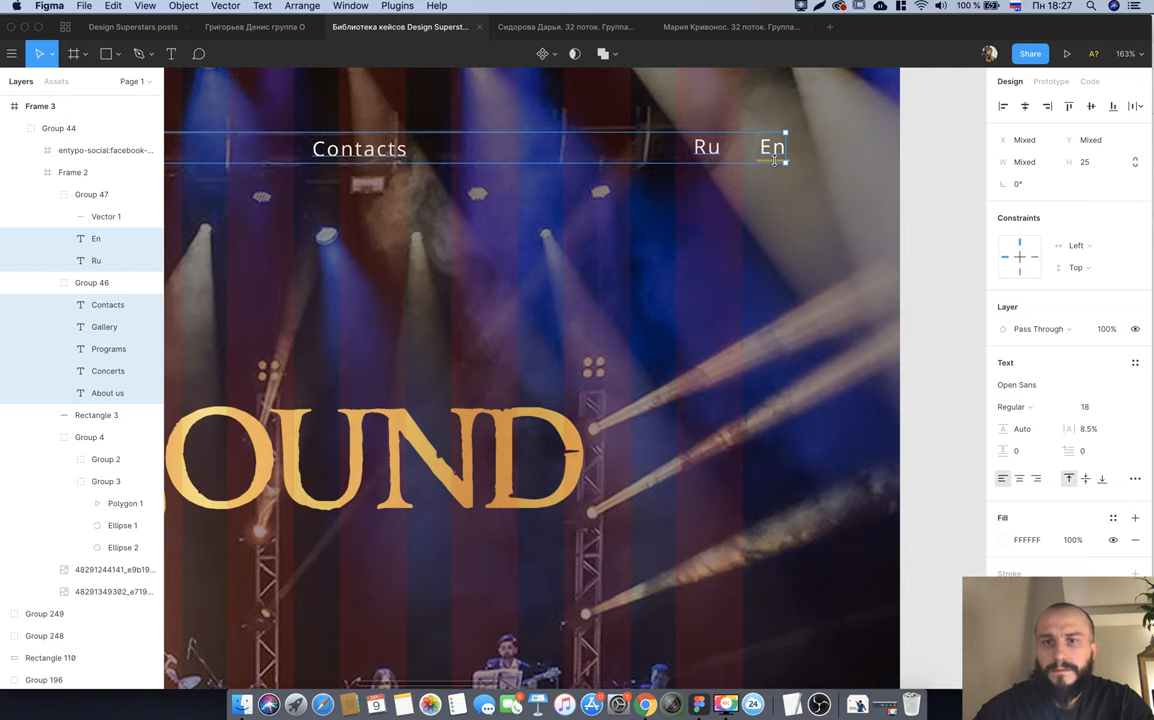 Figma File Edit View Object Vector Text Arrange Window Plugins Help 100 % Пн 18:27
Design Superstars posts Григорьев Денис группа О Библиотека кейсов Design Superst... Сидорова Дарья. 32 поток. Группа... Мария Кривонос. 32 поток. Группа...
Share A? 163%
Layers Assets Page 1
Design Prototype Code
Frame 3
Group 44
entypo-social:facebook-...
Frame 2
Group 47
Vector 1
En
Ru
Group 46
Contacts
Gallery
Programs
Concerts
About us
Rectangle 3
Group 4
Group 2
Group 3
Polygon 1
Ellipse 1
Ellipse 2
48291244141_e9b19...
48291349302_e719...
Group 249
Group 248
Rectangle 110
Group 196
Contacts Ru En
OUND
X Mixed Y Mixed
W Mixed H 25
0°
Constraints
Left
Top
Layer
Pass Through 100%
Text
Open Sans
Regular 18
Auto 8.5%
0 0
Fill
FFFFFF 100%
Stroke